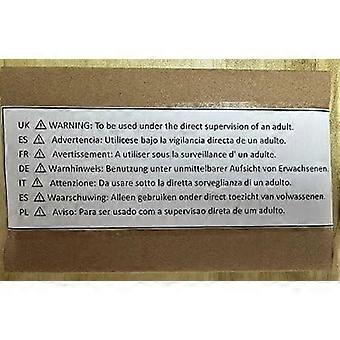 UK ⚠ WARNING: To be used under the direct supervision of an adult.
ES ⚠ Advertencia: Utilicese bajo la vigilancia directa de un adulto.
FR ⚠ Avertissement: A utiliser sous la surveillance d' un adulto.
DE ⚠ Warnhinweis: Benutzung unter unmittelbarer Aufsicht von Erwachsenen.
IT ⚠ Attenzione: Da usare sotto la diretta sorveglianza di un adulto.
ES ⚠ Waarschuwing: Alleen gebruiken onder direct toezicht van volwassenen.
PL ⚠ Aviso: Para ser usado com a supervisao direta de um adulto.